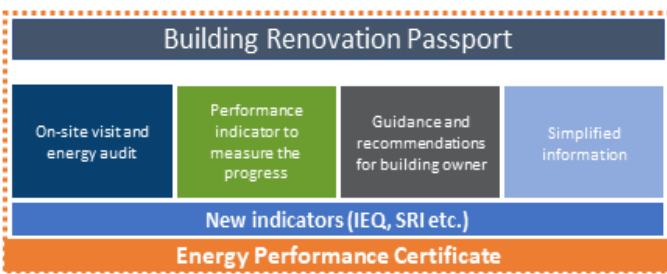 Building Renovation Passport
On-site visit and
energy audit
Performance
indicator to
measure the
progress
Guidance and
recommendations
for building owner
Simplified
information
New indicators (IEQ, SRI etc.)
Energy Performance Certificate